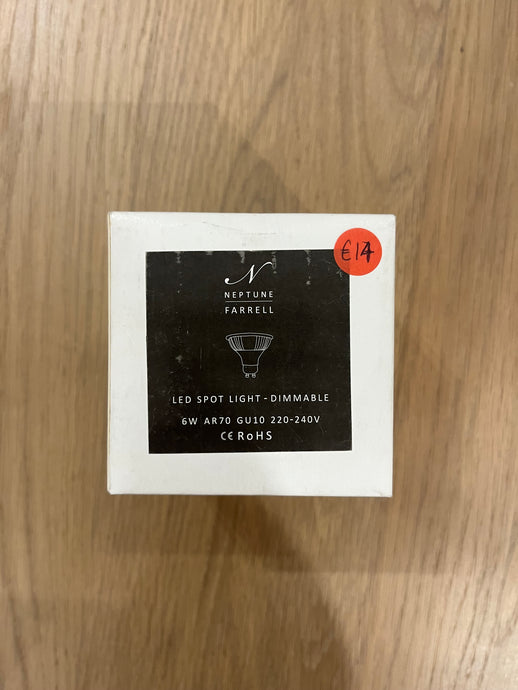 €14
N
NEPTUNE
FARRELL
LED SPOT LIGHT - DIMMABLE
6W AR70 GU10 220-240V
CE RoHS